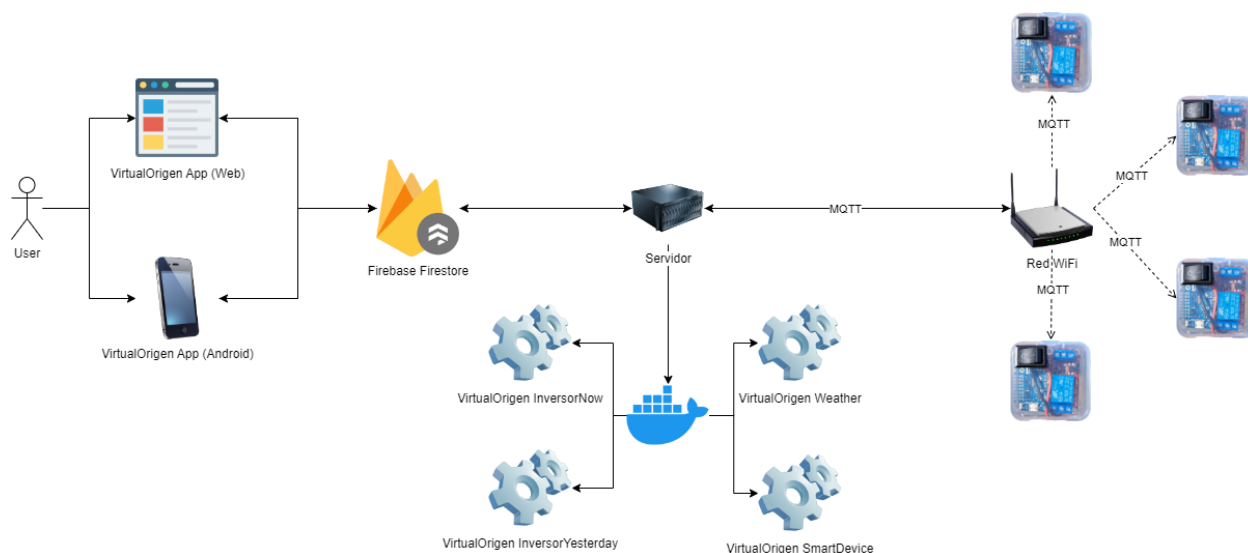 MQTT
VirtualOrigen App (Web)
MQTT
User
MQTT
MQTT
Firebase Firestore
Servidor
Red WiFi
MQTT
VirtualOrigen App (Android)
VirtualOrigen InversorNow
VirtualOrigen Weather
VirtualOrigen InversorYesterday
VirtualOrigen SmartDevice